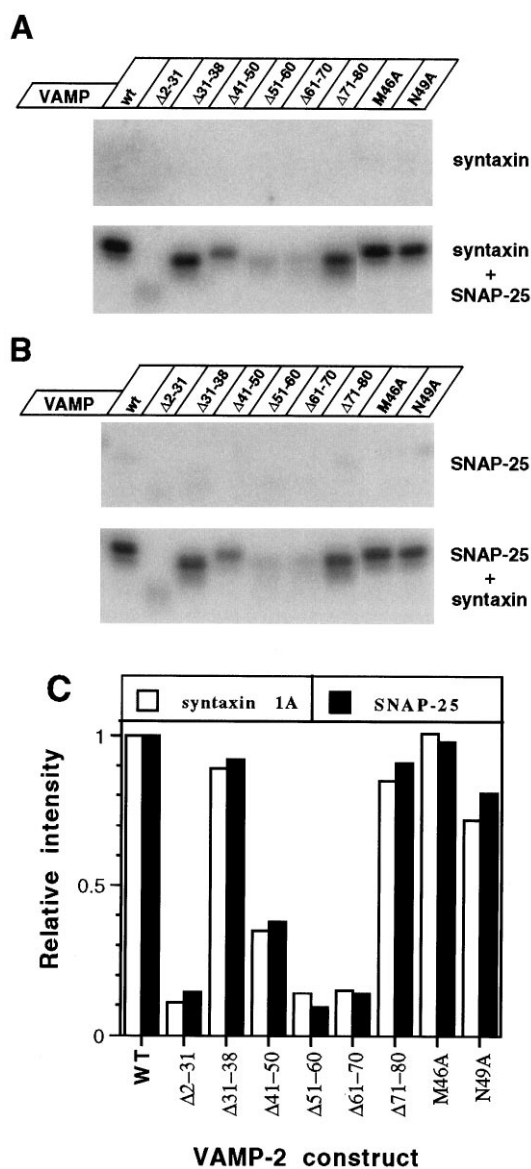 A
VAMP wt Δ2-31 Δ31-38 Δ41-50 Δ51-60 Δ61-70 Δ71-80 M46A N49A
syntaxin
syntaxin
+
SNAP-25
B
VAMP wt Δ2-31 Δ31-38 Δ41-50 Δ51-60 Δ61-70 Δ71-80 M46A N49A
SNAP-25
SNAP-25
+
syntaxin
C
syntaxin 1A SNAP-25
Relative intensity
1
0.5
0
WT Δ2-31 Δ31-38 Δ41-50 Δ51-60 Δ61-70 Δ71-80 M46A N49A
VAMP-2 construct